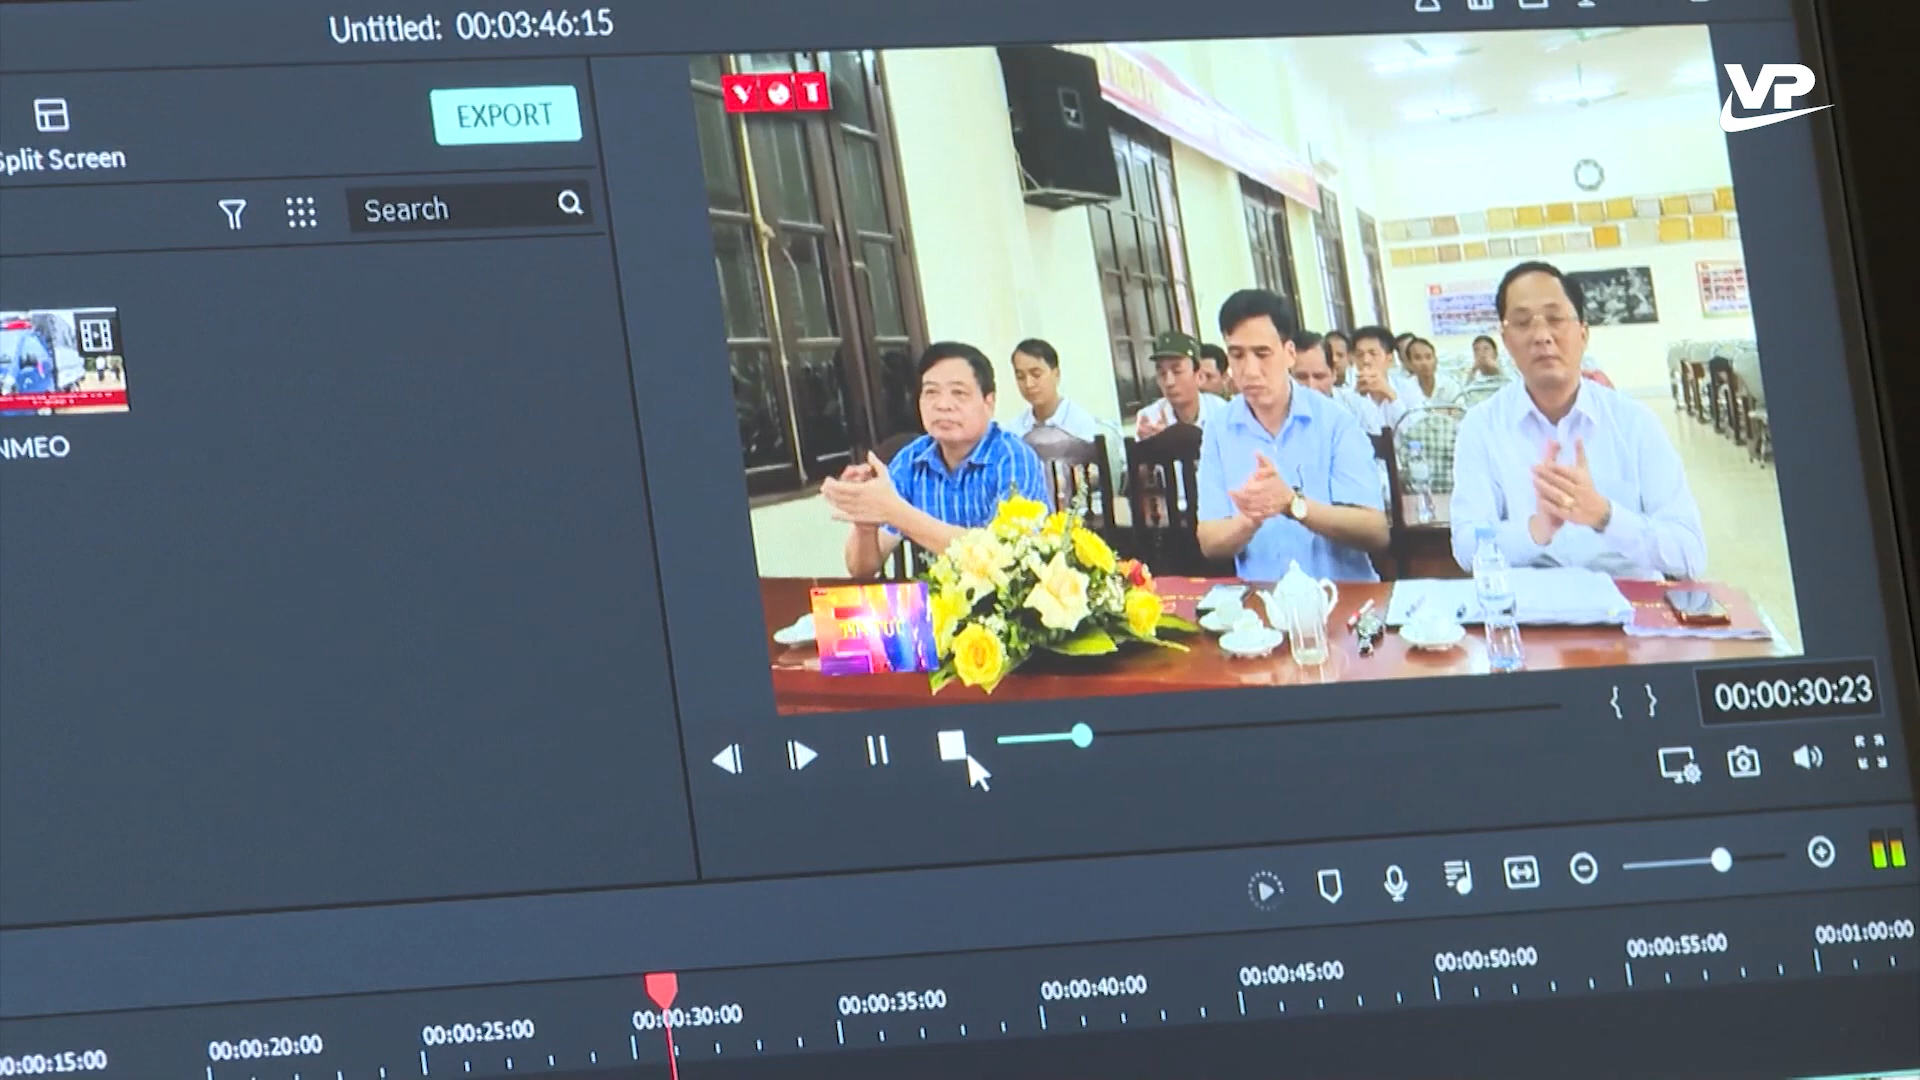 Untitled: 00:03:46:15
EXPORT
Split Screen
Search
NMEO
V T
TIN TỨC
VP
00:00:30:23
00:00:15:00
00:00:20:00
00:00:25:00
00:00:30:00
00:00:35:00
00:00:40:00
00:00:45:00
00:00:50:00
00:00:55:00
00:01:00:00